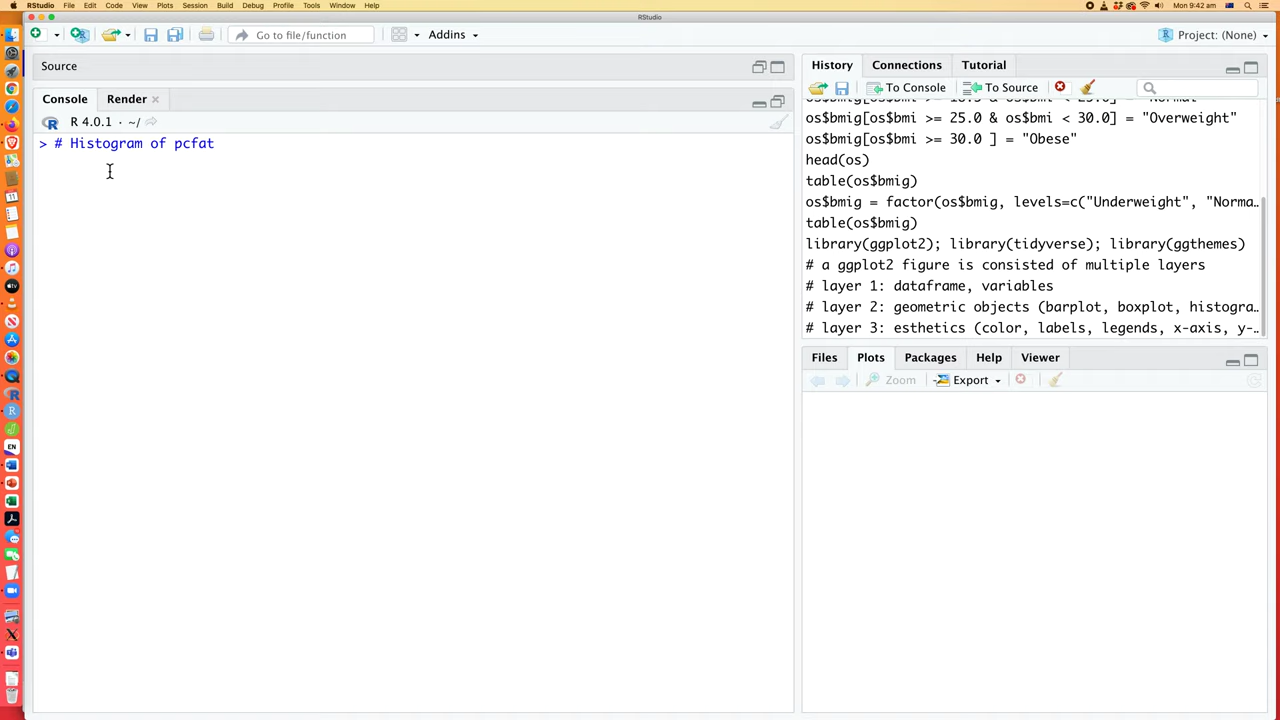 RStudio File Edit Code View Plots Session Build Debug Profile Tools Window Help Mon 9:42 am
RStudio
Go to file/function Addins Project: (None)
Source
Console Render
R 4.0.1 · ~/
> # Histogram of pcfat
History Connections Tutorial
To Console To Source
os$bmig[os$bmi >= 25.0 & os$bmi < 30.0] = "Overweight"
os$bmig[os$bmi >= 30.0 ] = "Obese"
head(os)
table(os$bmig)
os$bmig = factor(os$bmig, levels=c("Underweight", "Norma…
table(os$bmig)
library(ggplot2); library(tidyverse); library(ggthemes)
# a ggplot2 figure is consisted of multiple layers
# layer 1: dataframe, variables
# layer 2: geometric objects (barplot, boxplot, histogra…
# layer 3: esthetics (color, labels, legends, x-axis, y-…
Files Plots Packages Help Viewer
Zoom Export